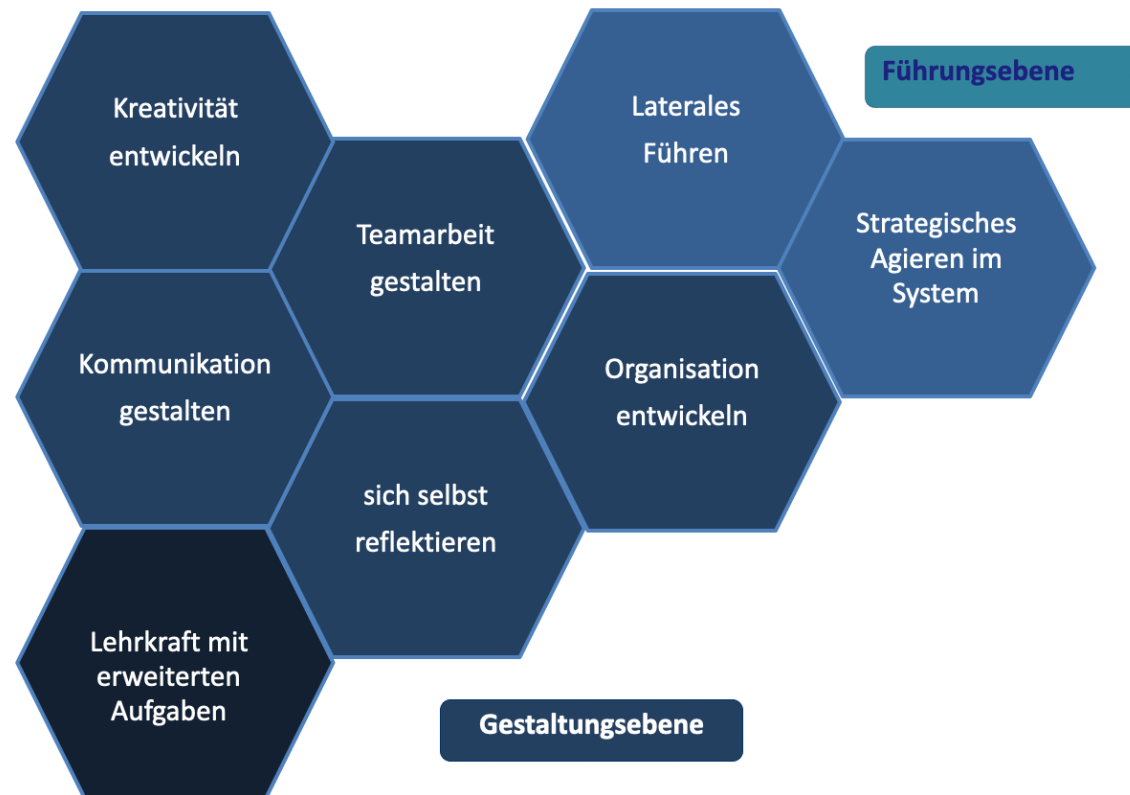 Kreativität
entwickeln
Laterales
Führen
Führungsebene
Teamarbeit
gestalten
Strategisches
Agieren im
System
Kommunikation
gestalten
Organisation
entwickeln
sich selbst
reflektieren
Lehrkraft mit
erweiterten
Aufgaben
Gestaltungsebene